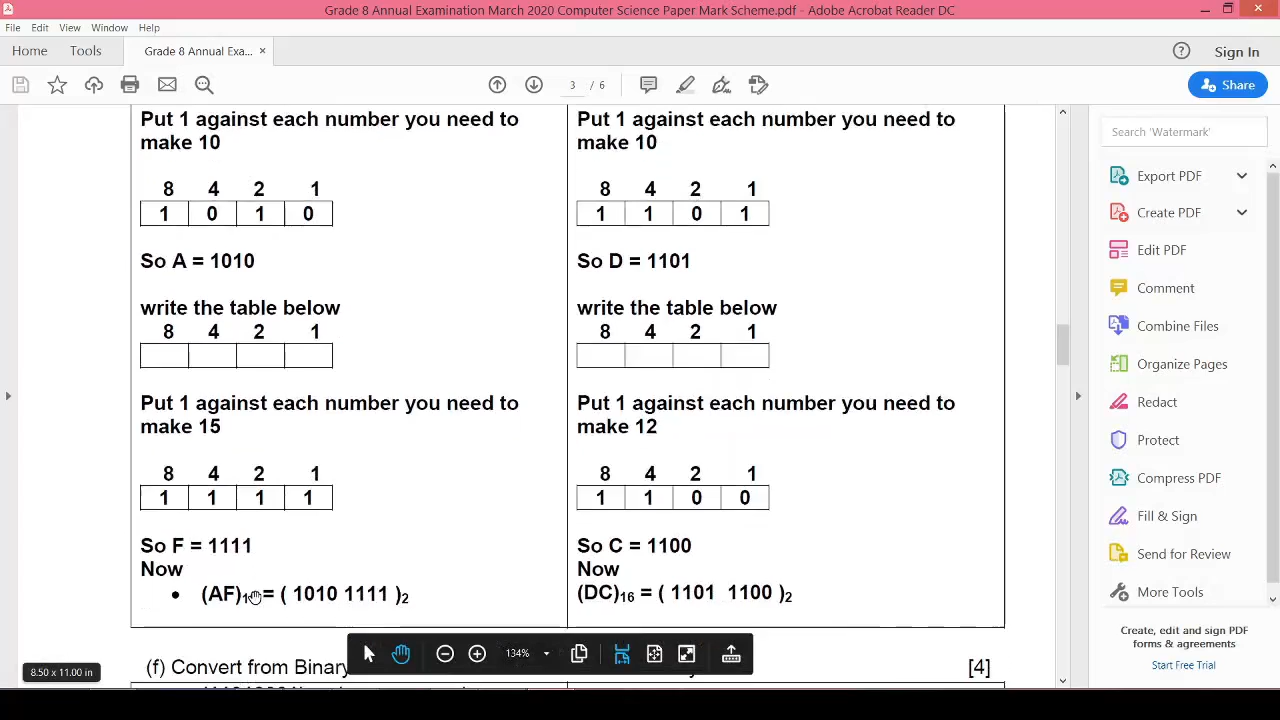 Grade 8 Annual Examination March 2020 Computer Science Paper Mark Scheme.pdf - Adobe Acrobat Reader DC
File Edit View Window Help
Home Tools Grade 8 Annual Exa... × Sign In
3 / 6 Share
Put 1 against each number you need to
make 10
8 4 2 1
1 0 1 0
So A = 1010
write the table below
8 4 2 1
Put 1 against each number you need to
make 15
8 4 2 1
1 1 1 1
So F = 1111
Now
• (AF)1 = ( 1010 1111 )2
Put 1 against each number you need to
make 10
8 4 2 1
1 1 0 1
So D = 1101
write the table below
8 4 2 1
Put 1 against each number you need to
make 12
8 4 2 1
1 1 0 0
So C = 1100
Now
(DC)16 = ( 1101 1100 )2
(f) Convert from Binary [4]
134%
8.50 x 11.00 in
Search 'Watermark'
Export PDF
Create PDF
Edit PDF
Comment
Combine Files
Organize Pages
Redact
Protect
Compress PDF
Fill & Sign
Send for Review
More Tools
Create, edit and sign PDF
forms & agreements
Start Free Trial